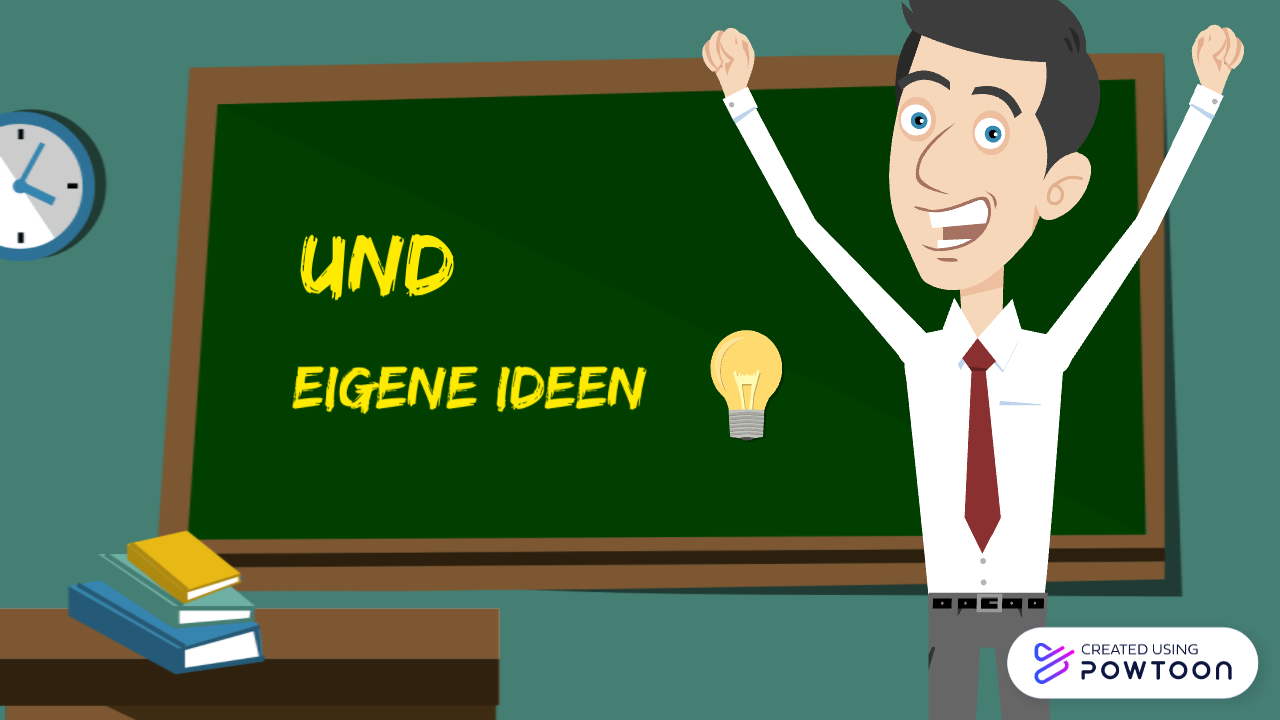 UND
EIGENE IDEEN
CREATED USING
POWTOON